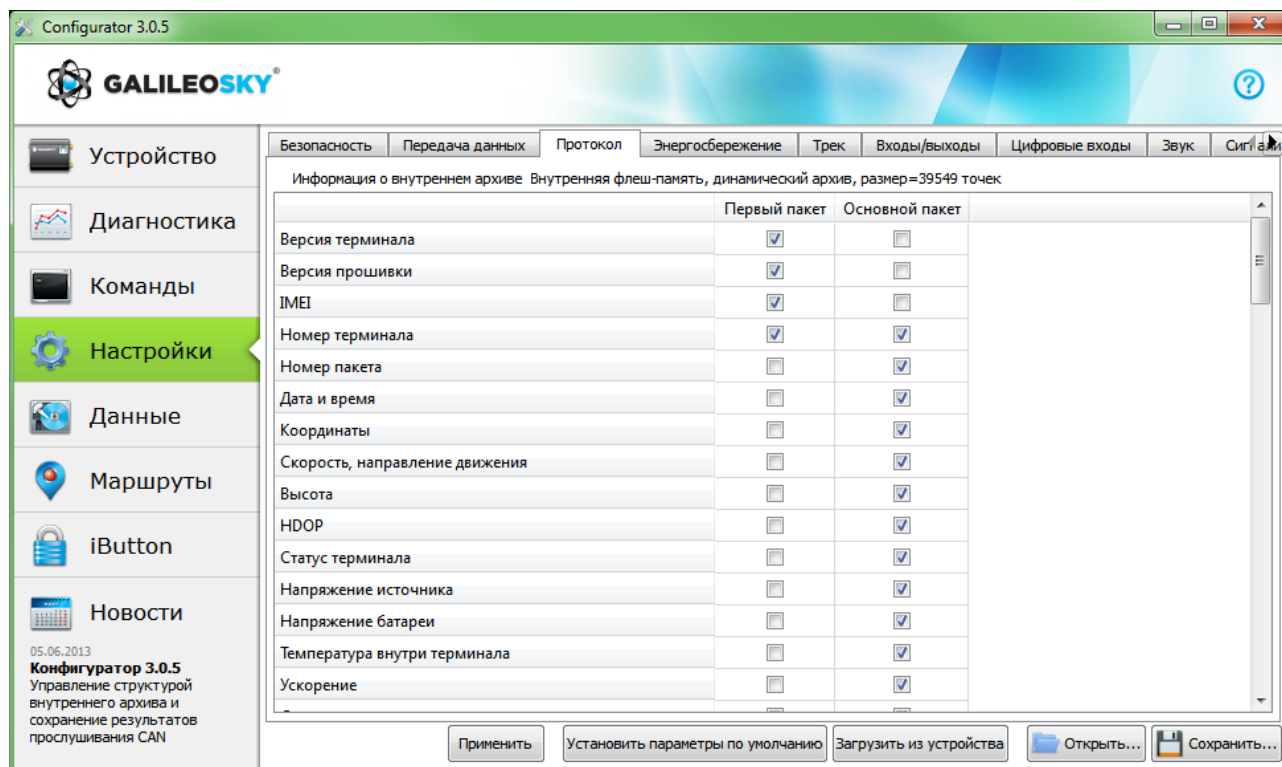 Configurator 3.0.5
GALILEOSKY®
?
Устройство
Диагностика
Команды
Настройки
Данные
Маршруты
iButton
Новости
05.06.2013
Конфигуратор 3.0.5
Управление структурой
внутреннего архива и
сохранение результатов
прослушивания CAN
Безопасность Передача данных Протокол Энергосбережение Трек Входы/выходы Цифровые входы Звук
Информация о внутреннем архиве Внутренняя флеш-память, динамический архив, размер=39549 точек
Первый пакет Основной пакет
Версия терминала
Версия прошивки
IMEI
Номер терминала
Номер пакета
Дата и время
Координаты
Скорость, направление движения
Высота
HDOP
Статус терминала
Напряжение источника
Напряжение батареи
Температура внутри терминала
Ускорение
Применить Установить параметры по умолчанию Загрузить из устройства Открыть... Сохранить...